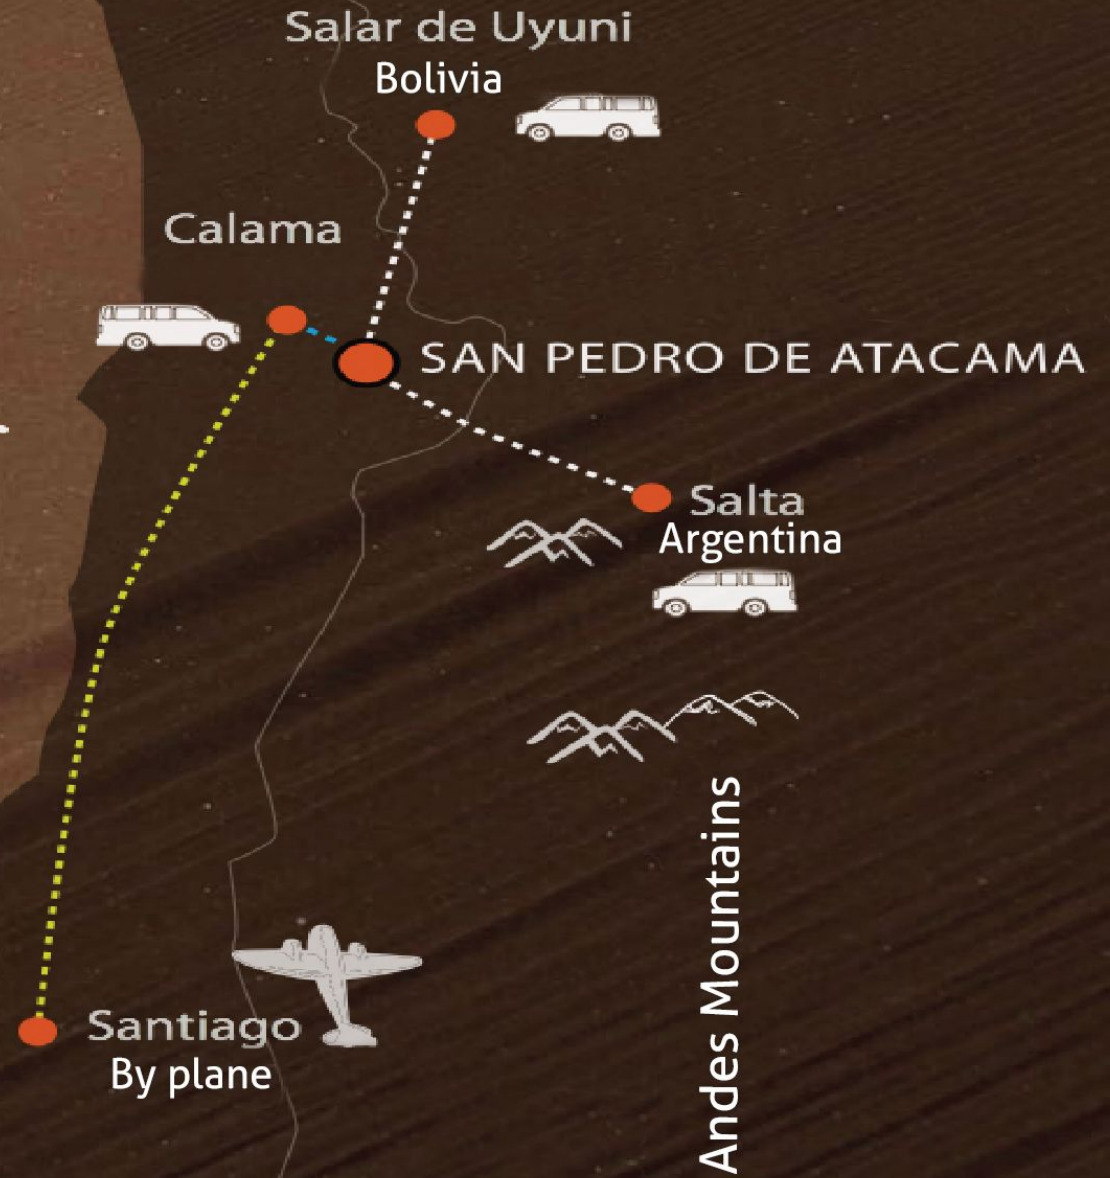 Salar de Uyuni
Bolivia
Calama
SAN PEDRO DE ATACAMA
Salta
Argentina
Andes Mountains
Santiago
By plane